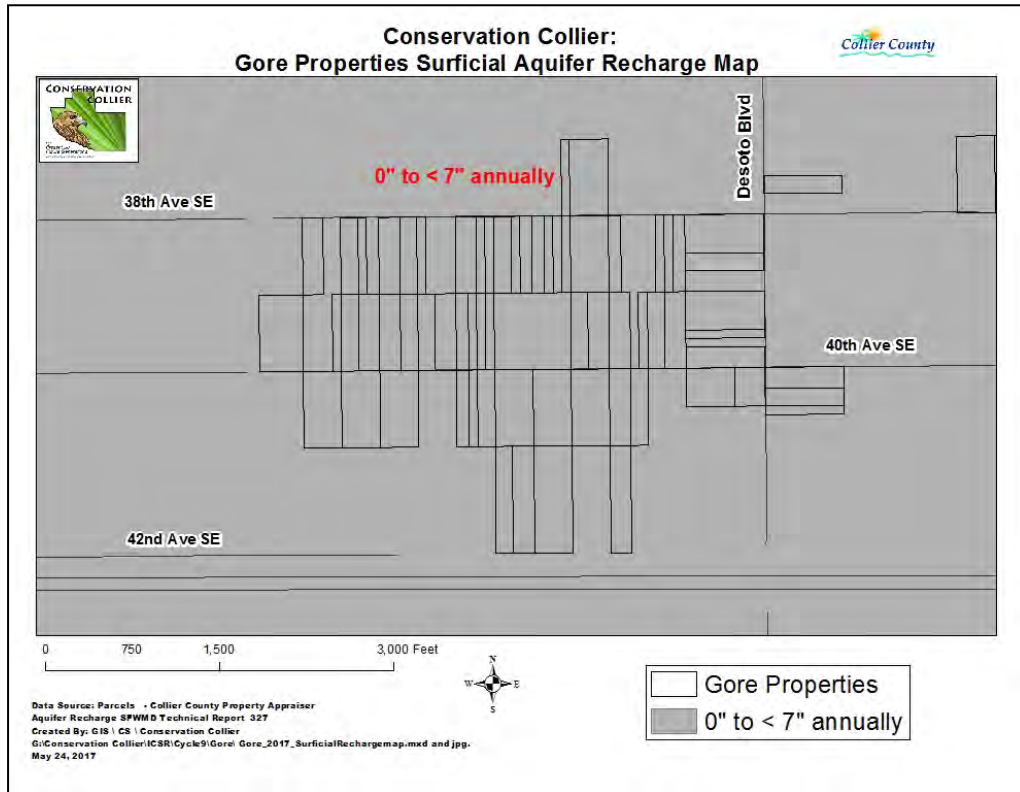 Conservation Collier:
Gore Properties Surficial Aquifer Recharge Map
Collier County
CONSERVATION
COLLIER
0" to < 7" annually
Desoto Blvd
38th Ave SE
40th Ave SE
42nd Ave SE
0 750 1,500 3,000 Feet
N
W E
S
Data Source: Parcels - Collier County Property Appraiser
Aquifer Recharge SFWMD Technical Report 327
Created By: GIS \ CS \ Conservation Collier
G:\Conservation Collier\ICSR\Cycle9\Gore\ Gore_2017_SurficialRechargemap.mxd and jpg.
May 24, 2017
Gore Properties
0" to < 7" annually